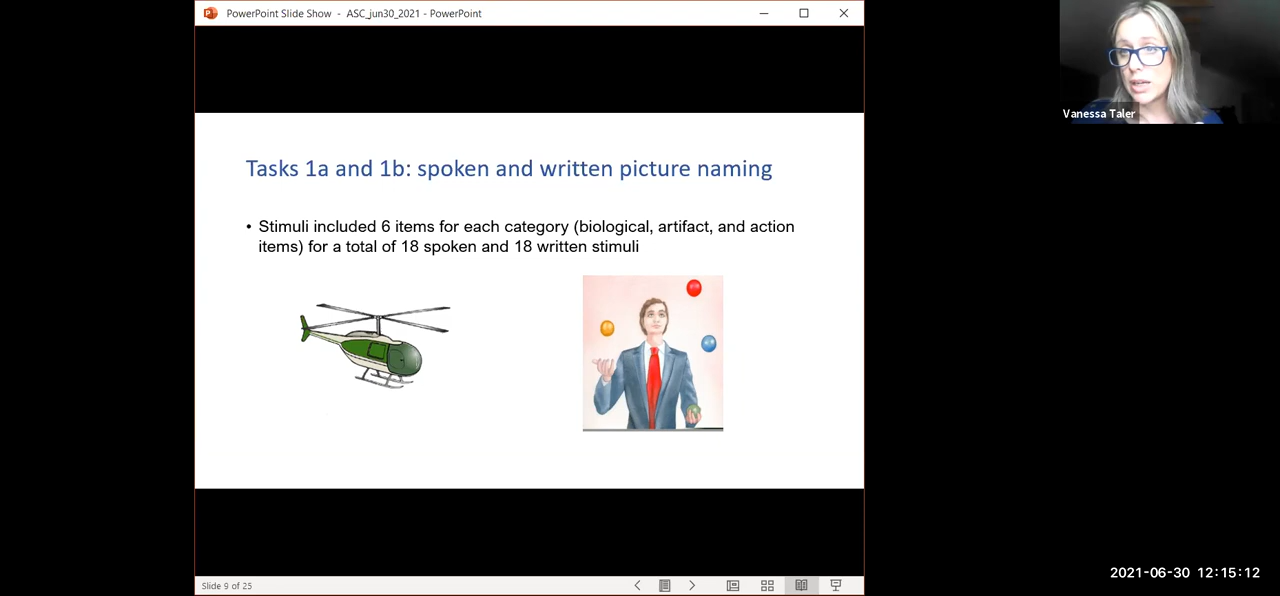 PowerPoint Slide Show - ASC_jun30_2021 - PowerPoint
Vanessa Taler
Tasks 1a and 1b: spoken and written picture naming
• Stimuli included 6 items for each category (biological, artifact, and action
items) for a total of 18 spoken and 18 written stimuli
Slide 9 of 25
2021-06-30 12:15:12